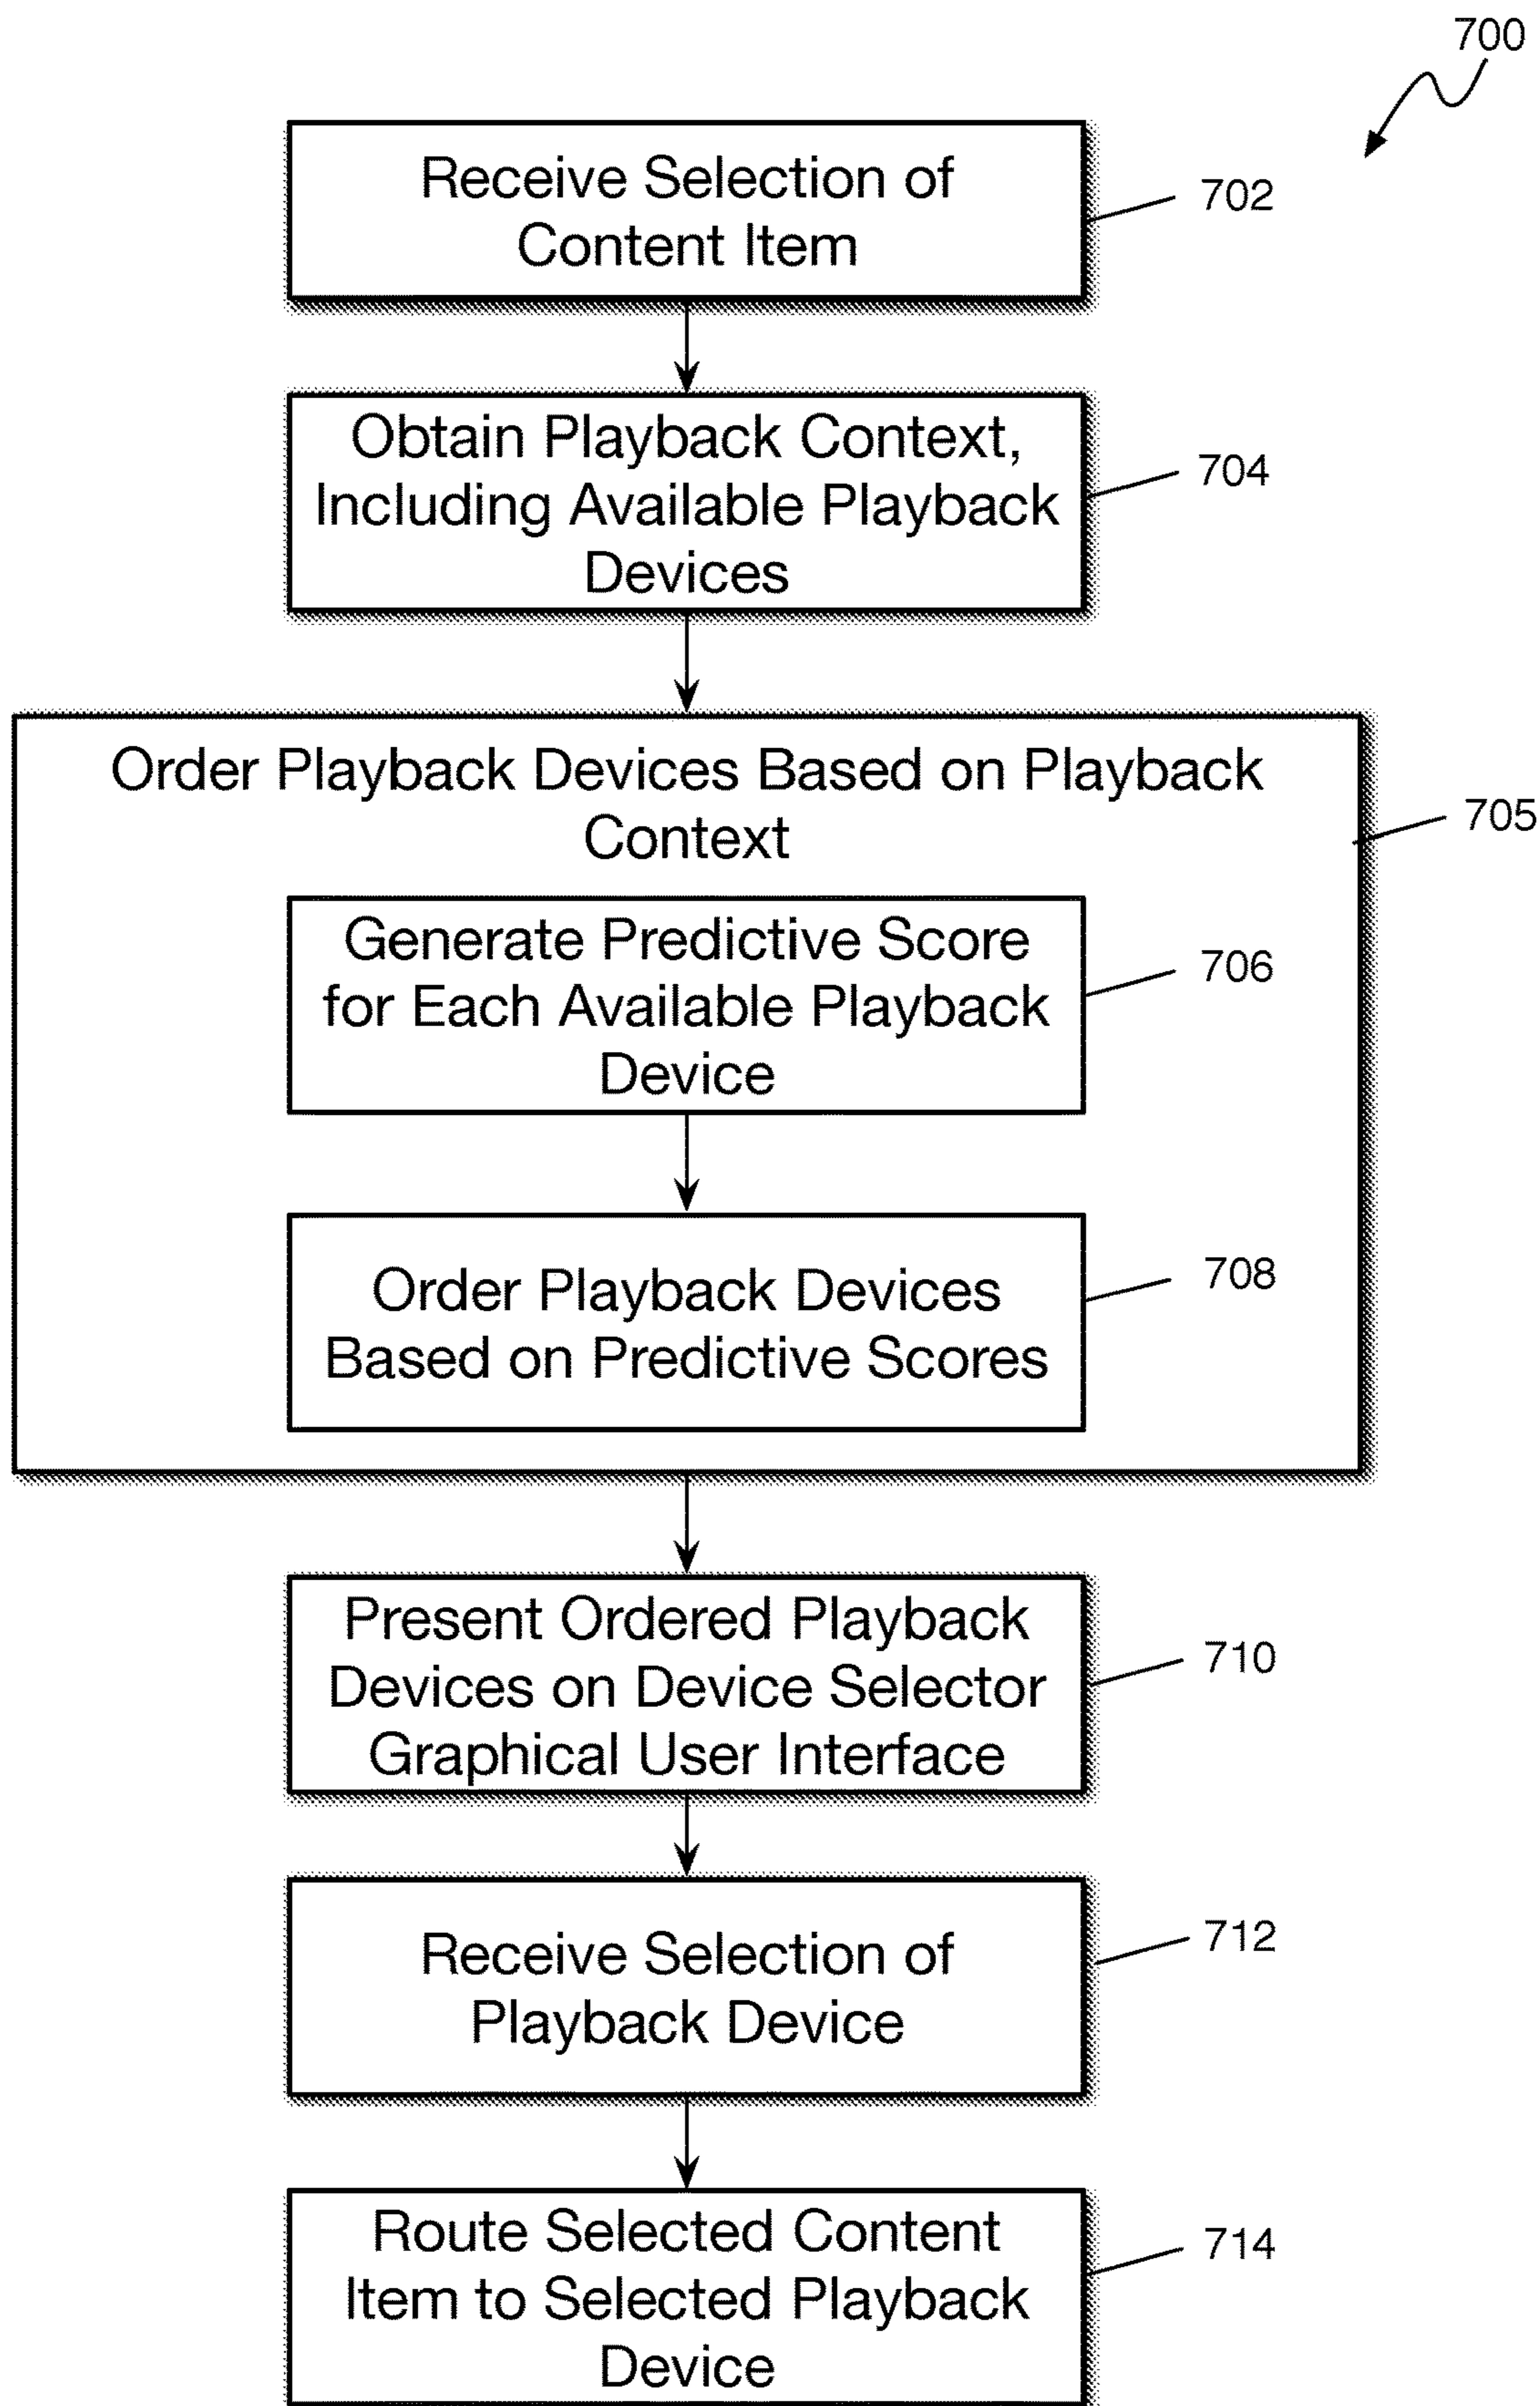 700
Receive Selection of
Content Item
702
Obtain Playback Context,
Including Available Playback
Devices
704
Order Playback Devices Based on Playback
Context
705
Generate Predictive Score
for Each Available Playback
Device
706
Order Playback Devices
Based on Predictive Scores
708
Present Ordered Playback
Devices on Device Selector
Graphical User Interface
710
Receive Selection of
Playback Device
712
Route Selected Content
Item to Selected Playback
Device
714